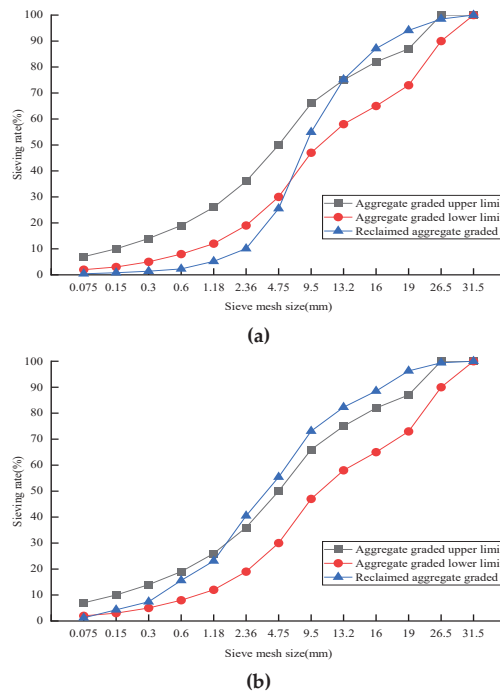 100
90
80
70
60
50
40
30
20
10
0
Sieving rate(%)
Aggregate graded upper limit
Aggregate graded lower limit
Reclaimed aggregate graded
0.075 0.15 0.3 0.6 1.18 2.36 4.75 9.5 13.2 16 19 26.5 31.5
Sieve mesh size(mm)
(a)
100
90
80
70
60
50
40
30
20
10
0
Sieving rate(%)
Aggregate graded upper limit
Aggregate graded lower limit
Reclaimed aggregate graded
0.075 0.15 0.3 0.6 1.18 2.36 4.75 9.5 13.2 16 19 26.5 31.5
Sieve mesh size(mm)
(b)